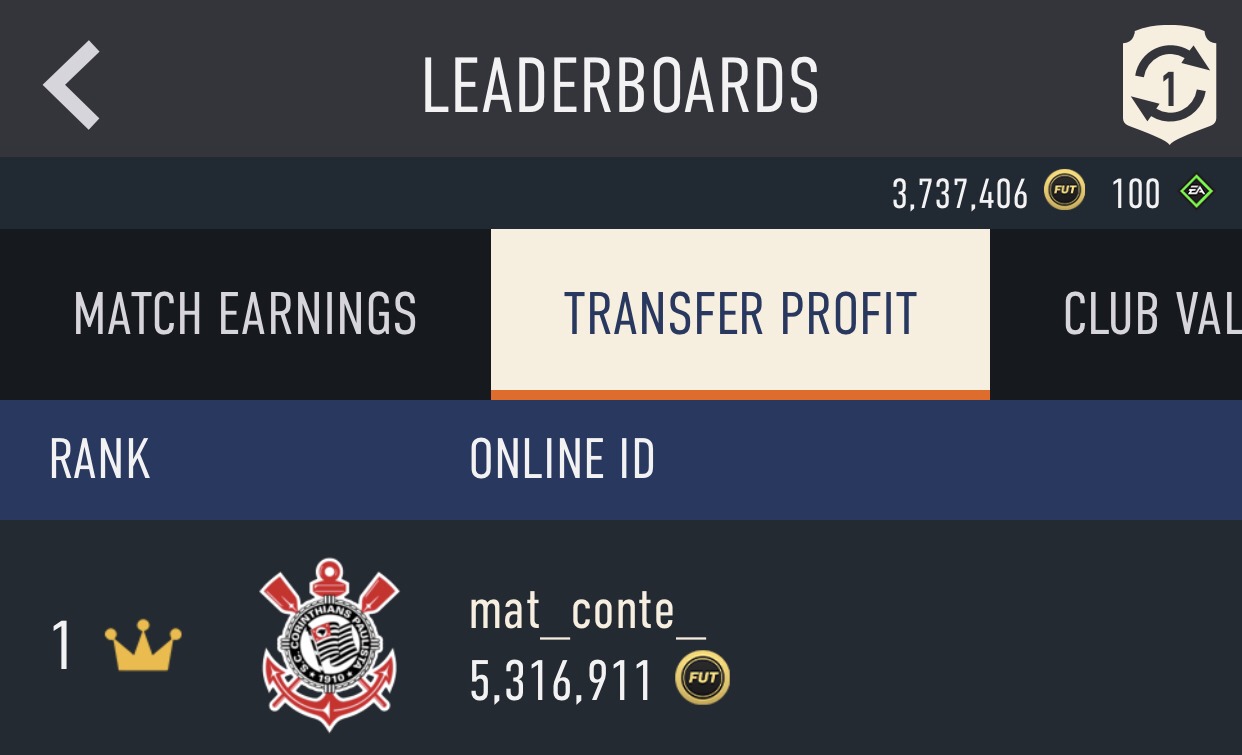 LEADERBOARDS
1
3,737,406 FUT 100 EA
MATCH EARNINGS TRANSFER PROFIT CLUB VAL
RANK ONLINE ID
1
S.C. CORINTHIANS PAULISTA
1910
mat_conte_
5,316,911 FUT